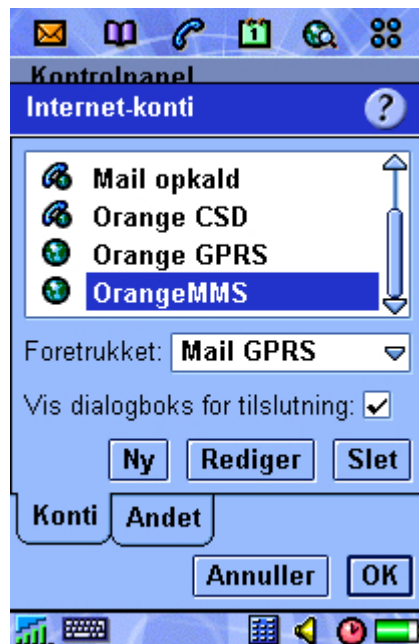 1
Kontrolpanel
Internet-konti
?
Mail opkald
Orange CSD
Orange GPRS
OrangeMMS
Foretrukket: Mail GPRS
Vis dialogboks for tilslutning:
Ny Rediger Slet
Konti Andet
Annuller OK